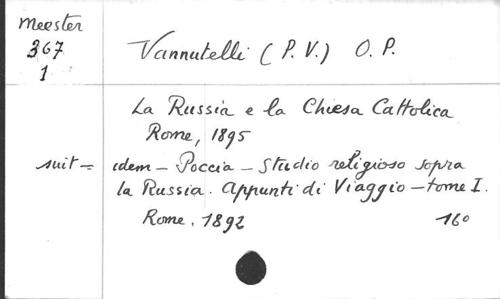 Meester
367
1
Vannutelli (P. V.) O. P.
La Russia e la Chiesa Cattolica
Rome, 1895
suit = idem - Poccia - Studio religioso sopra
la Russia. Appunti di Viaggio - tome I.
Rome. 1892 16°